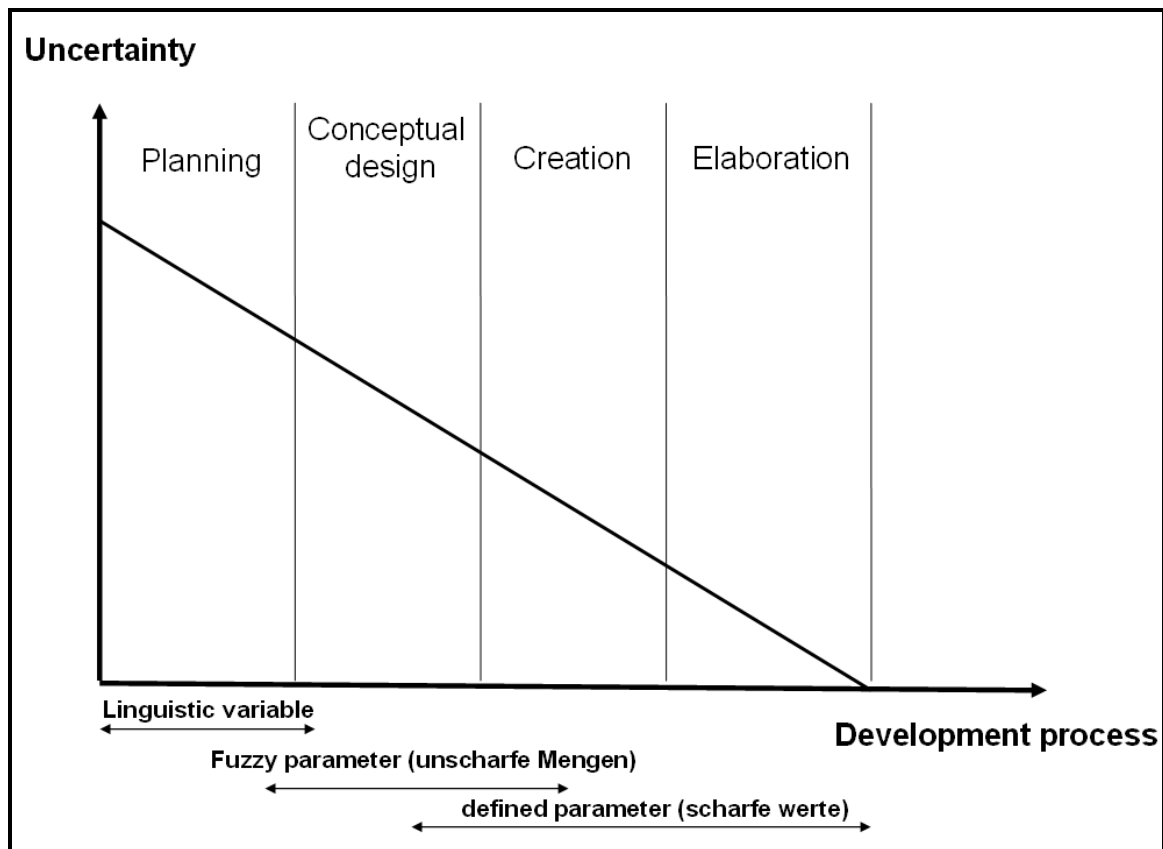 Uncertainty
Planning
Conceptual
design
Creation
Elaboration
Linguistic variable
Development process
Fuzzy parameter (unscharfe Mengen)
defined parameter (scharfe werte)